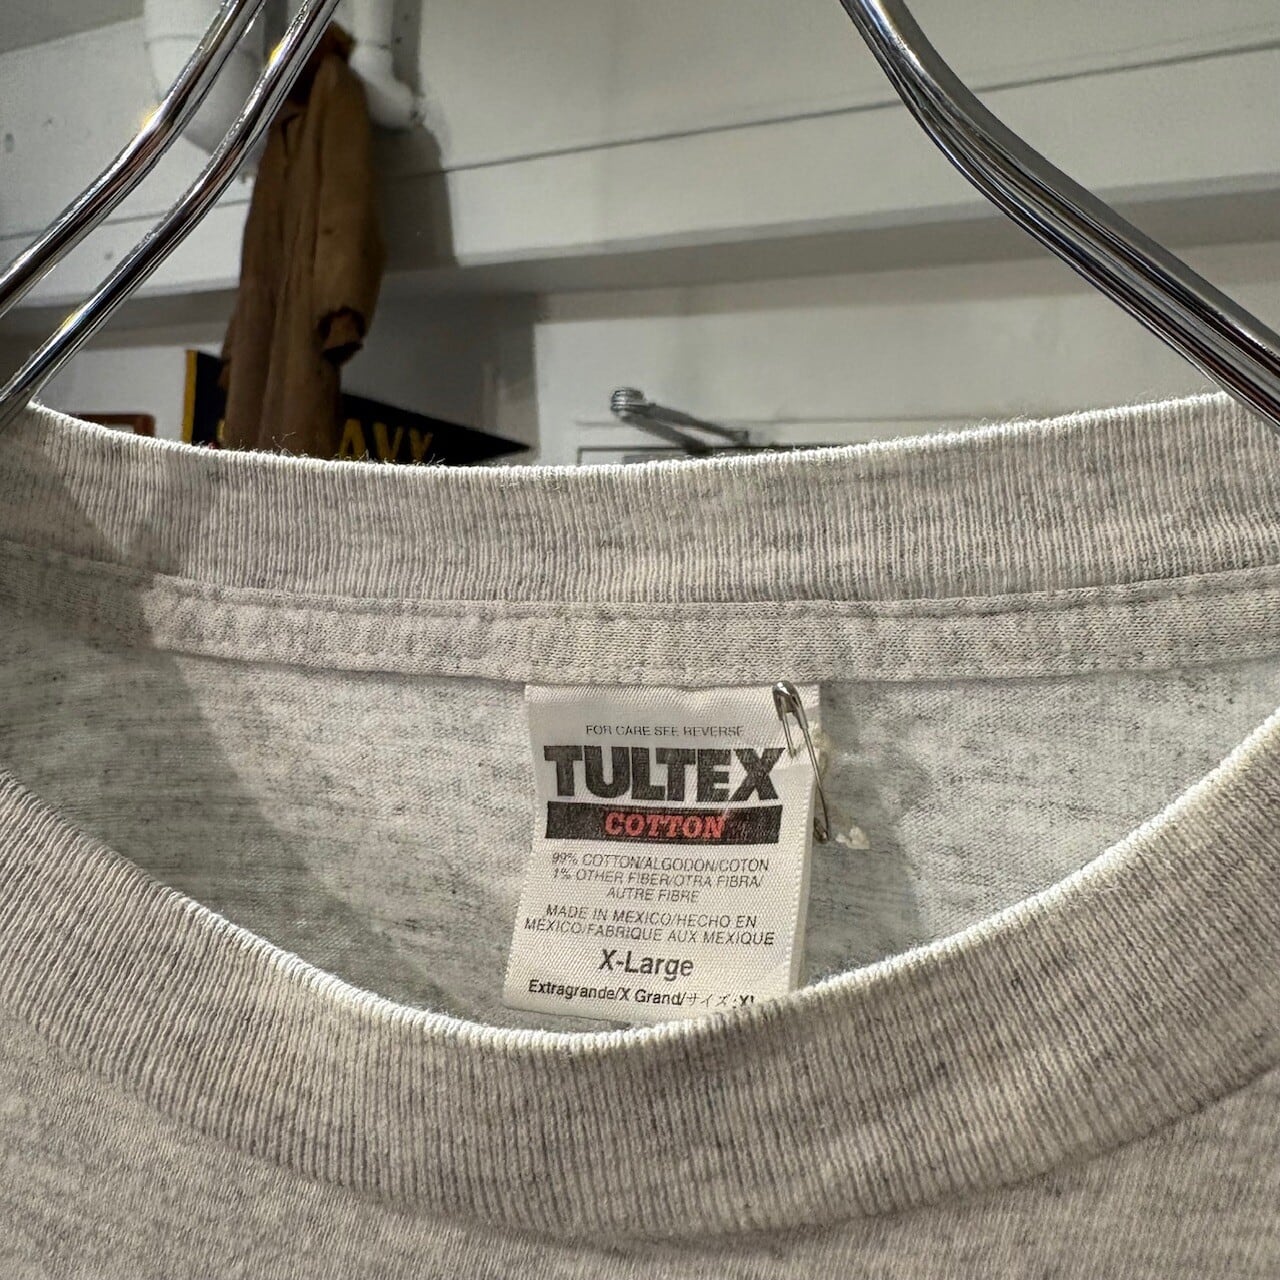 AVY
FOR CARE SEE REVERSE
TULTEX
COTTON
99% COTTON/ALGODON/COTON
1% OTHER FIBER/OTRA FIBRA/
AUTRE FIBRE
MADE IN MEXICO/HECHO EN
MEXICO/FABRIQUE AUX MEXIQUE
X-Large
Extragrande/X Grand/サイズ:XL